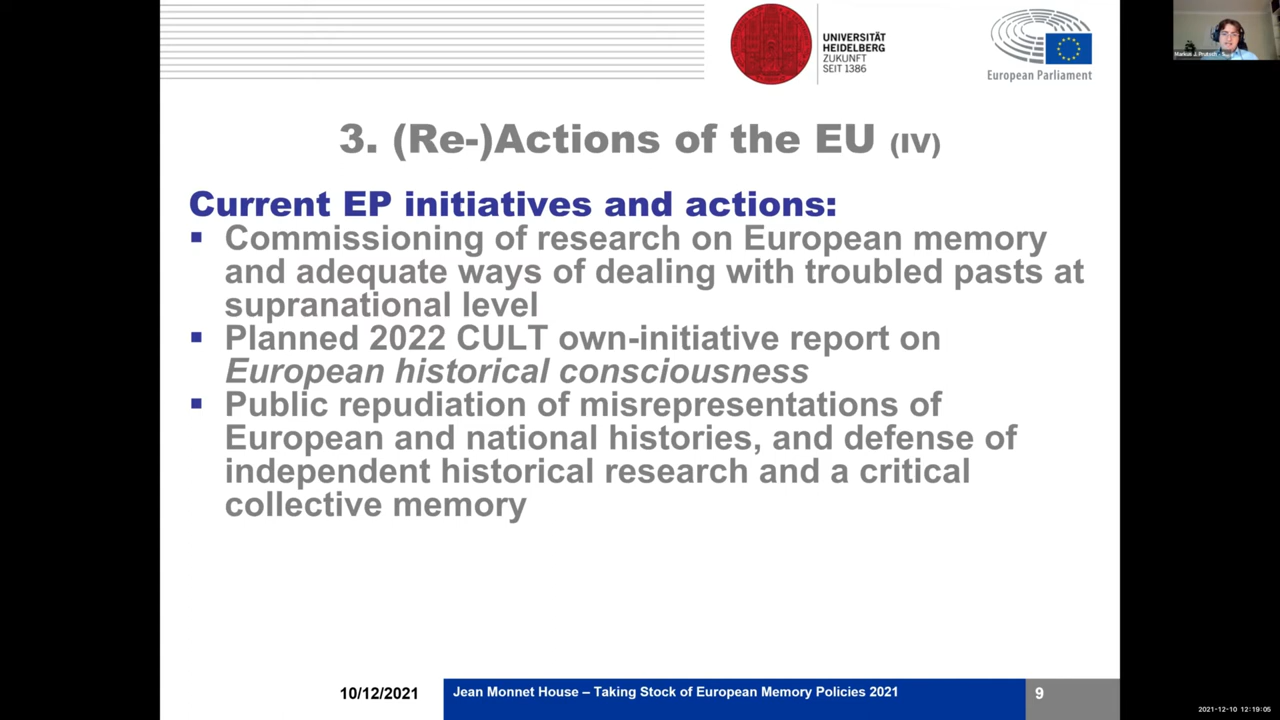 UNIVERSITÄT
HEIDELBERG
ZUKUNFT
SEIT 1386
European Parliament
3. (Re-)Actions of the EU (IV)
Current EP initiatives and actions:
▪ Commissioning of research on European memory
and adequate ways of dealing with troubled pasts at
supranational level
▪ Planned 2022 CULT own-initiative report on
European historical consciousness
▪ Public repudiation of misrepresentations of
European and national histories, and defense of
independent historical research and a critical
collective memory
10/12/2021
Jean Monnet House – Taking Stock of European Memory Policies 2021
9
Markus J. Prutsch
2021-12-10 12:19:05